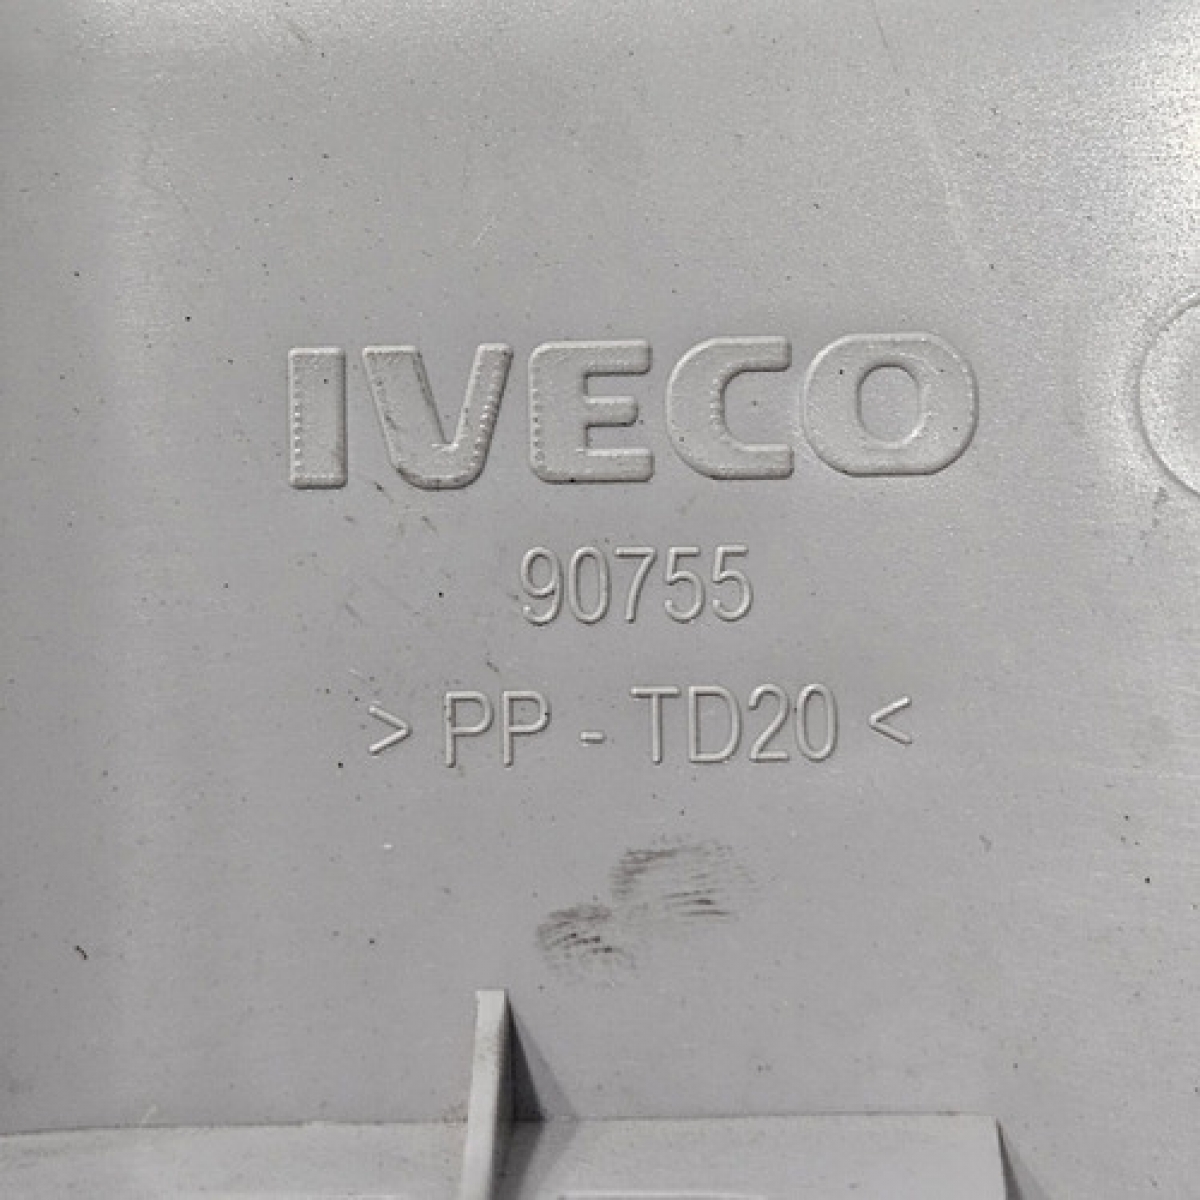 IVECO
90755
> PP - TD20 <